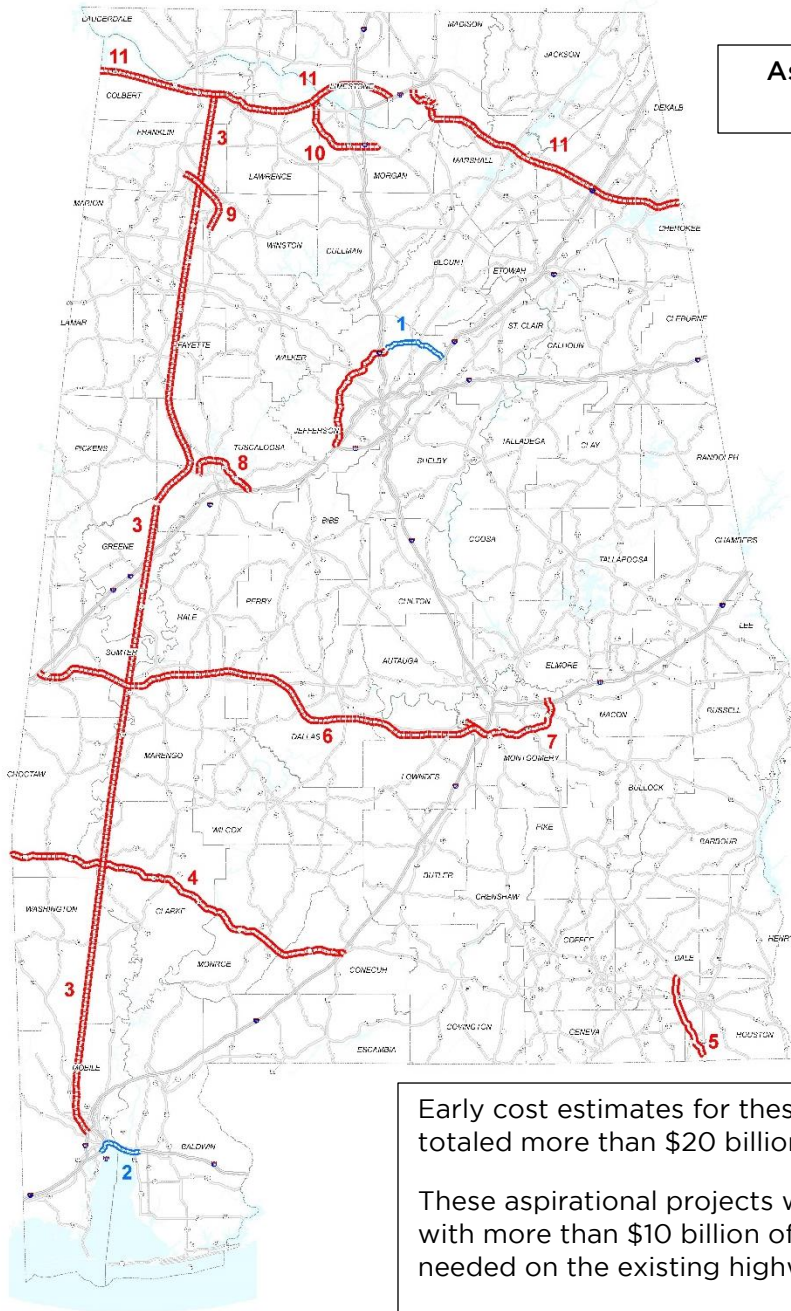 LAUDERDALE
MADISON
JACKSON
As
11
11
LIMESTONE
COLBERT
DEKALB
FRANKLIN
3
11
10
LAWRENCE
MORGAN
MARSHALL
MARION
9
CHEROKEE
WINSTON
CULLMAN
BLOUNT
ETOWAH
1
CLEBURNE
LAMAR
ST. CLAIR
CALHOUN
FAYETTE
WALKER
JEFFERSON
PICKENS
TUSCALOOSA
TALLADEGA
CLAY
8
SHELBY
RANDOLPH
3
BIBB
GREENE
COOSA
CHAMBERS
TALLAPOOSA
HALE
PERRY
CHILTON
LEE
SUMTER
AUTAUGA
ELMORE
MACON
RUSSELL
DALLAS
6
7
MARENGO
MONTGOMERY
LOWNDES
CHOCTAW
BULLOCK
WILCOX
PIKE
BARBOUR
4
BUTLER
WASHINGTON
CLARKE
CRENSHAW
COFFEE
HENRY
DALE
MONROE
3
CONECUH
COVINGTON
GENEVA
HOUSTON
5
ESCAMBIA
MOBILE
BALDWIN
2
Early cost estimates for thes
totaled more than $20 billion
These aspirational projects w
with more than $10 billion of
needed on the existing highw